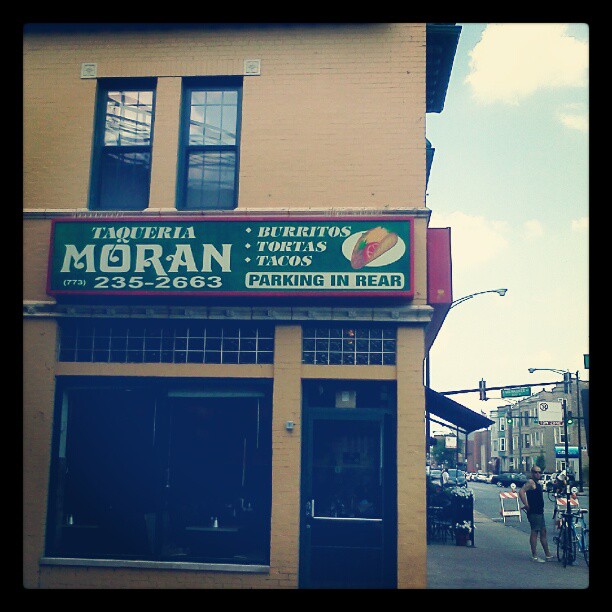 TAQUERIA
MORAN
(773) 235-2663
• BURRITOS
• TORTAS
• TACOS
PARKING IN REAR